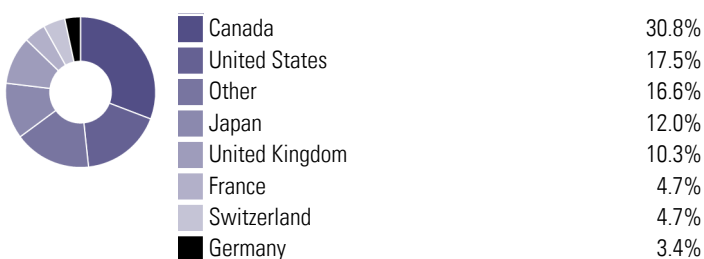 Canada 30.8%
United States 17.5%
Other 16.6%
Japan 12.0%
United Kingdom 10.3%
France 4.7%
Switzerland 4.7%
Germany 3.4%